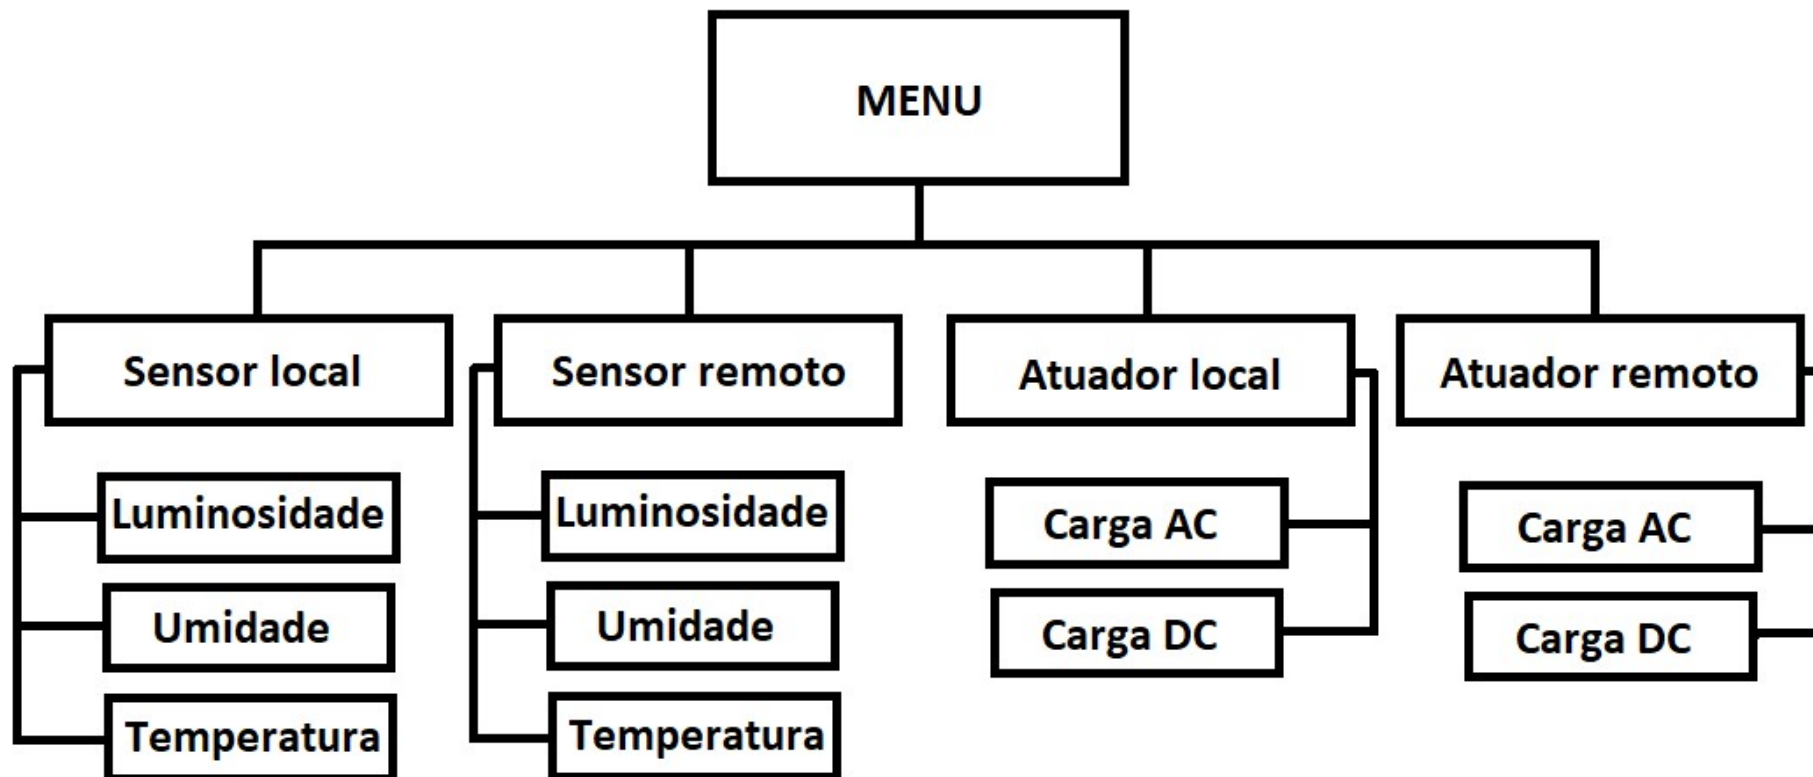 MENU
Sensor local
Sensor remoto
Atuador local
Atuador remoto
Luminosidade
Umidade
Temperatura
Luminosidade
Umidade
Temperatura
Carga AC
Carga DC
Carga AC
Carga DC